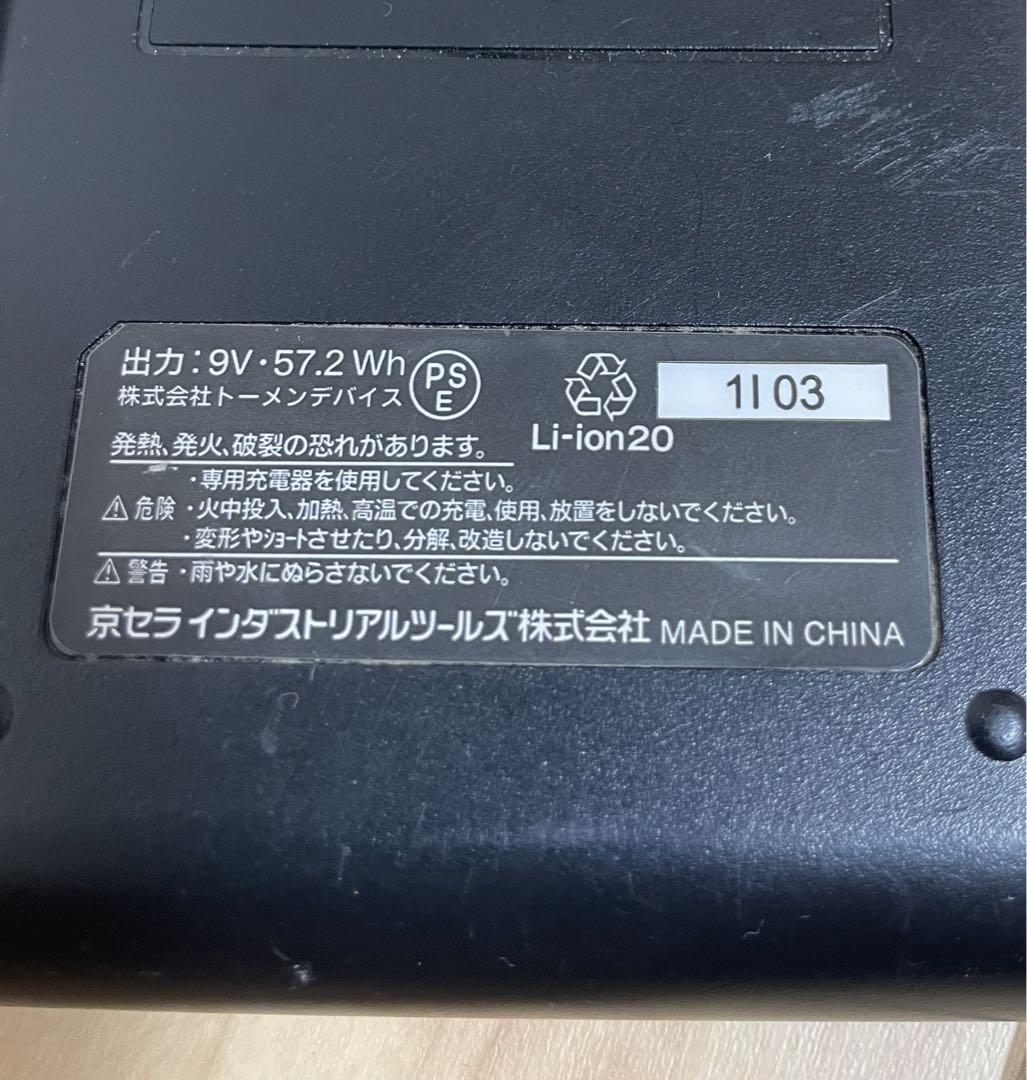 出力：9V・57.2 Wh
PS
E
株式会社トーメンデバイス
Li-ion20
1I 03
発熱、発火、破裂の恐れがあります。
・専用充電器を使用してください。
⚠危険・火中投入、加熱、高温での充電、使用、放置をしないでください。
・変形やｼｮｰﾄさせたり、分解、改造しないでください。
⚠警告・雨や水にぬらさないでください。
京セラ インダストリアルツールズ株式会社 MADE IN CHINA